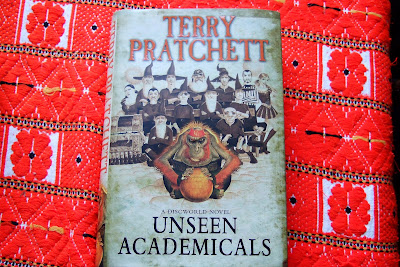 TERRY
PRATCHETT
A DISCWORLD NOVEL
UNSEEN
ACADEMICALS